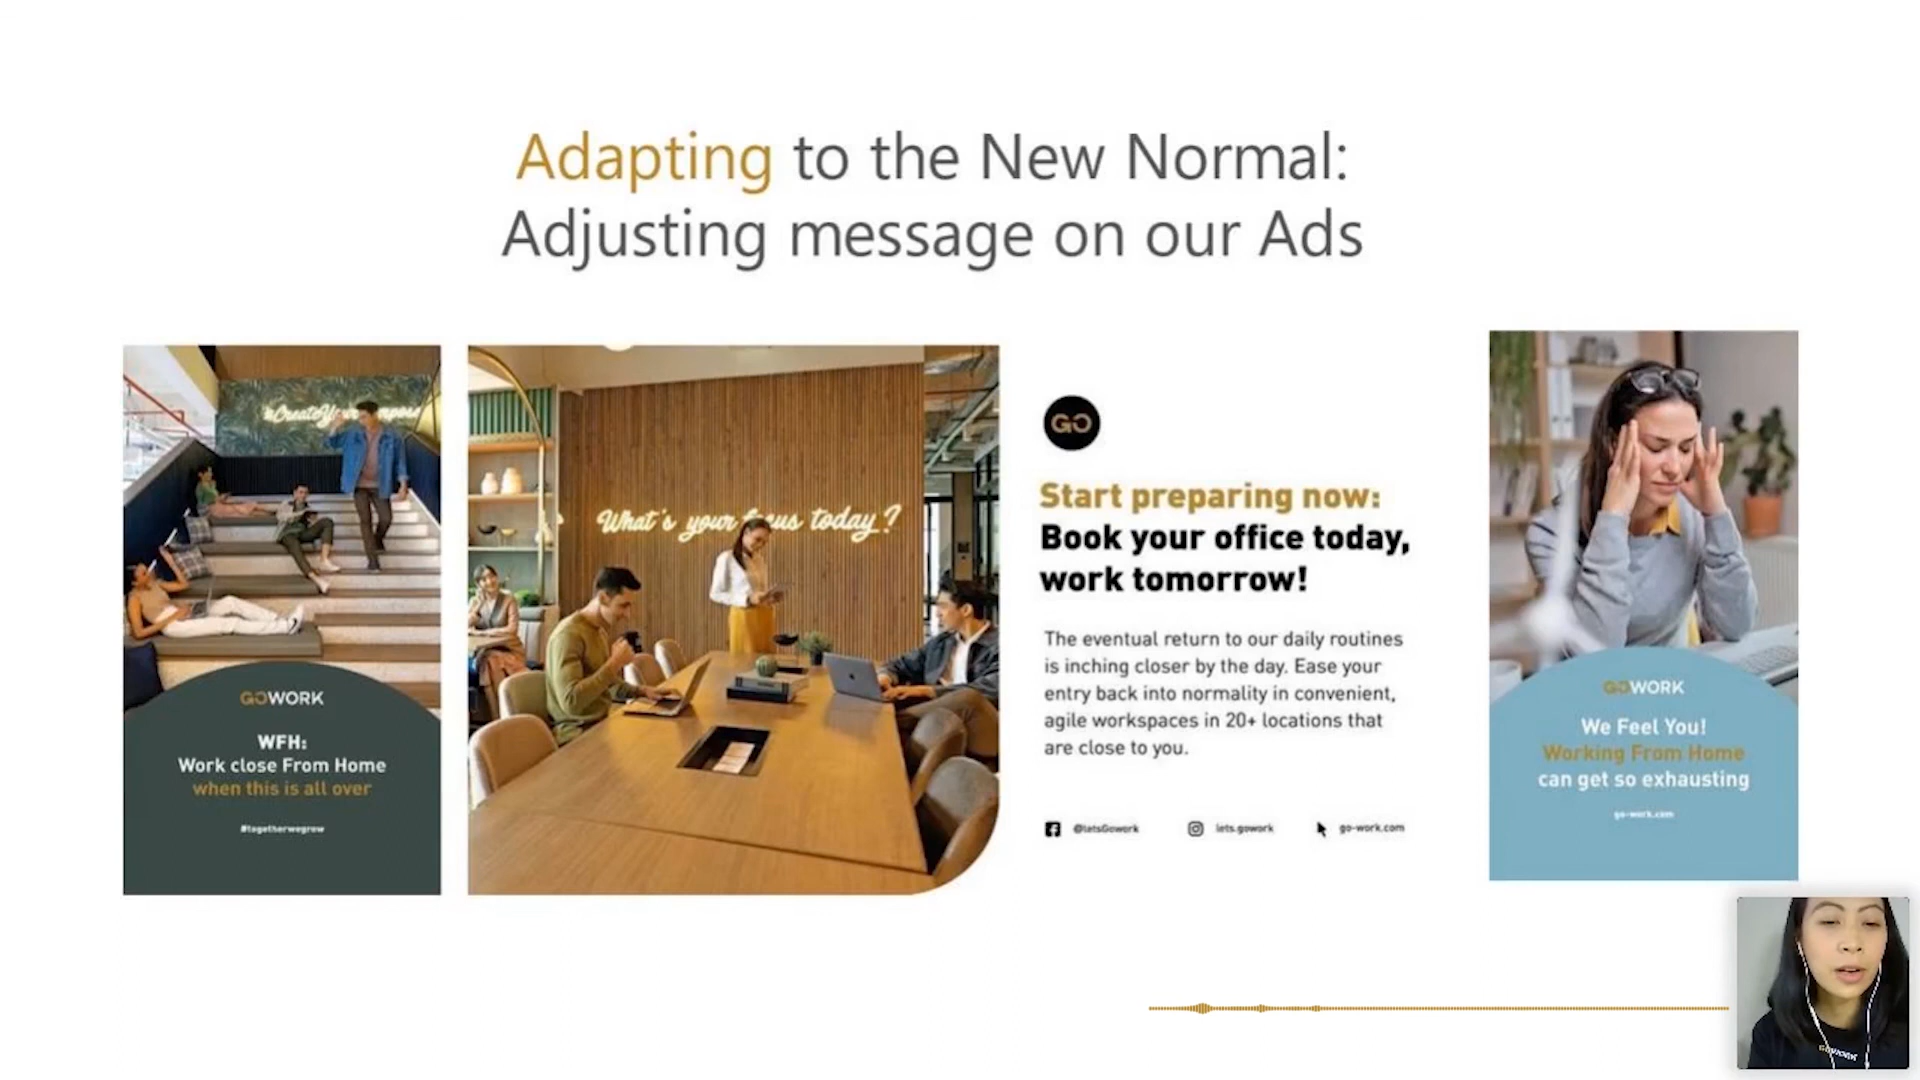 Adapting to the New Normal:
Adjusting message on our Ads
GOWORK
WFH:
Work close From Home
when this is all over
#togetherwegrow
What's your focus today?
GO
Start preparing now:
Book your office today,
work tomorrow!
The eventual return to our daily routines
is inching closer by the day. Ease your
entry back into normality in convenient,
agile workspaces in 20+ locations that
are close to you.
@letsGowork
lets.gowork
go-work.com
GOWORK
We Feel You!
Working From Home
can get so exhausting
go-work.com
GOWORK